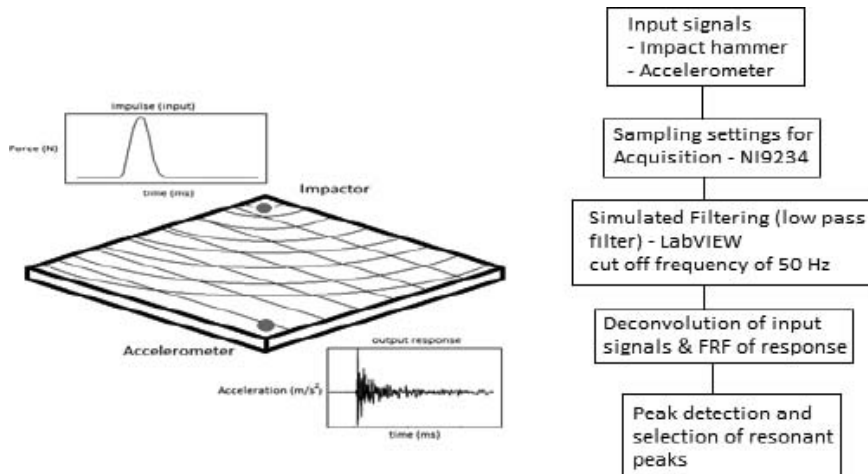 impulse (input)
Force (N)
time (ms)
Impactor
Accelerometer
output response
Acceleration (m/s²)
time (ms)
Input signals
- Impact hammer
- Accelerometer
Sampling settings for
Acquisition - NI9234
Simulated Filtering (low pass
filter) - LabVIEW
cut off frequency of 50 Hz
Deconvolution of input
signals & FRF of response
Peak detection and
selection of resonant
peaks